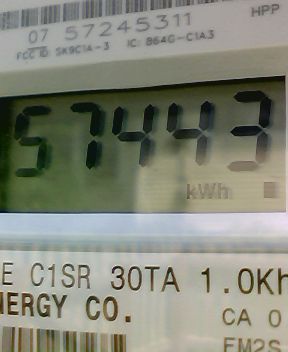 HPP
07 57245311
FCC ID SK9C1A-3 IC: 864G-C1A3
57443
kWh
E C1SR 30TA 1.0Kh
NERGY CO.
CA 0
EM2S